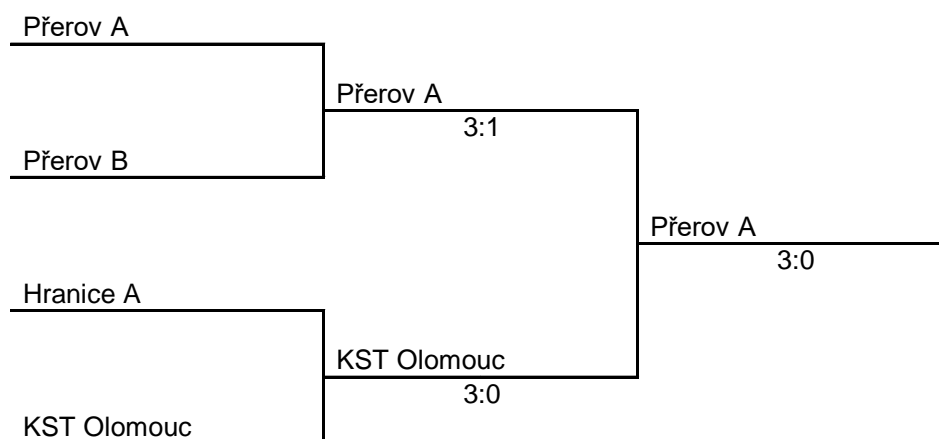 Přerov A
Přerov A
3:1
Přerov B
Přerov A
3:0
Hranice A
KST Olomouc
3:0
KST Olomouc